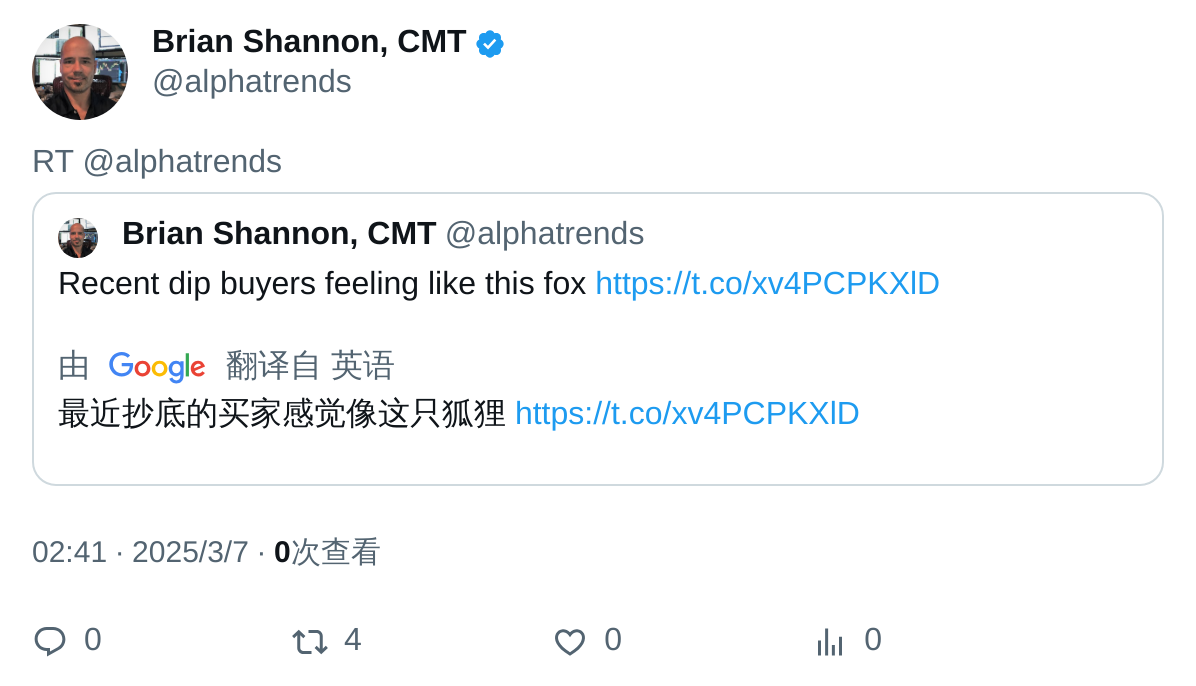 Brian Shannon, CMT
@alphatrends
RT @alphatrends
Brian Shannon, CMT @alphatrends
Recent dip buyers feeling like this fox https://t.co/xv4PCPKXlD
由 Google 翻译自 英语
最近抄底的买家感觉像这只狐狸 https://t.co/xv4PCPKXlD
02:41 · 2025/3/7 · 0次查看
0 4 0 0